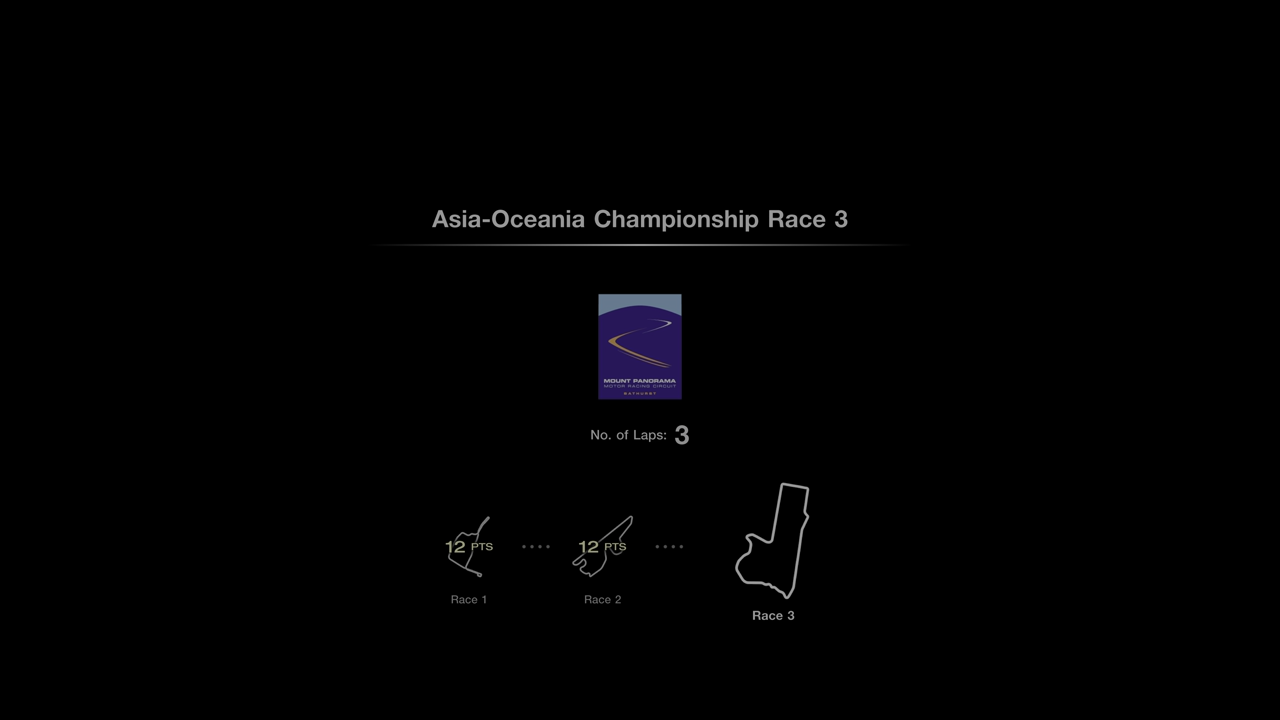 Asia-Oceania Championship Race 3
MOUNT PANORAMA
MOTOR RACING CIRCUIT
BATHURST
No. of Laps: 3
12 PTS
12 PTS
Race 1
Race 2
Race 3